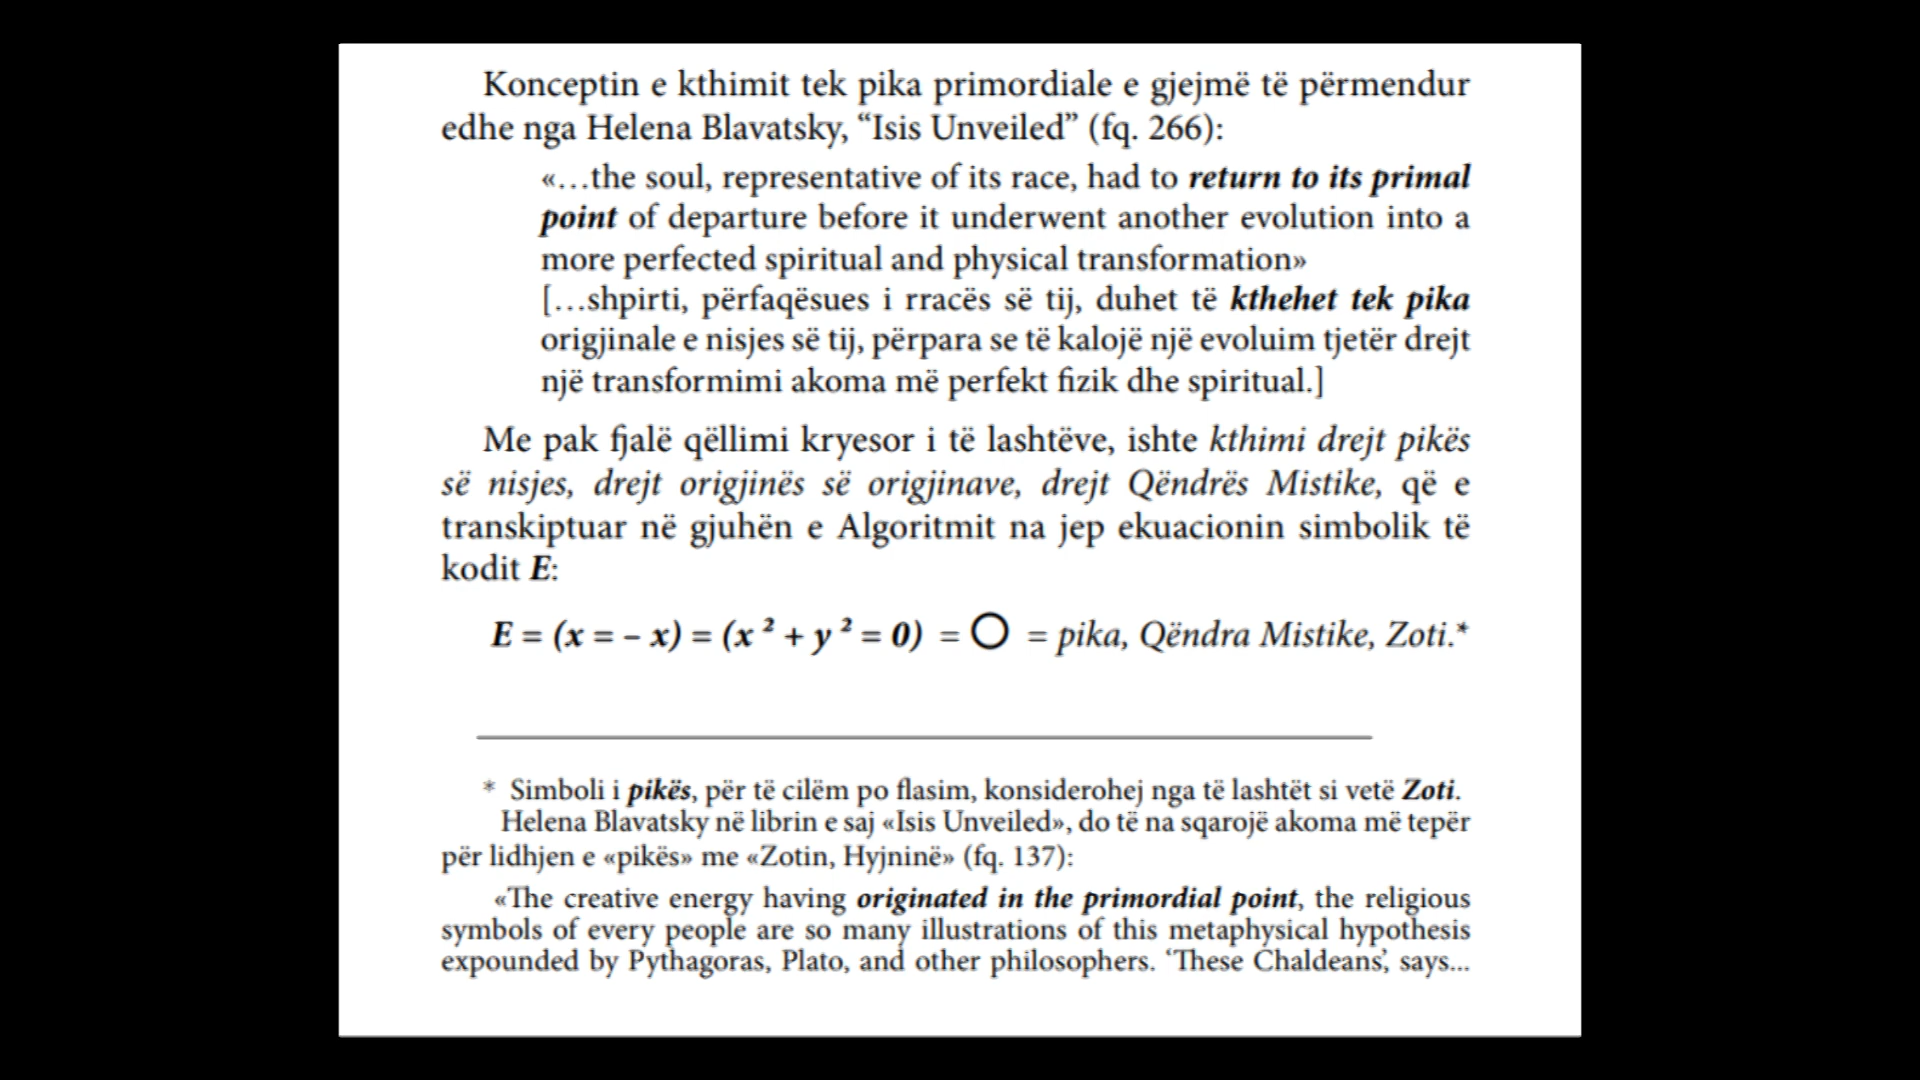 Konceptin e kthimit tek pika primordiale e gjejmë të përmendur
edhe nga Helena Blavatsky, “Isis Unveiled” (fq. 266):
«…the soul, representative of its race, had to return to its primal
point of departure before it underwent another evolution into a
more perfected spiritual and physical transformation»
[…shpirti, përfaqësues i rracës së tij, duhet të kthehet tek pika
origjinale e nisjes së tij, përpara se të kalojë një evoluim tjetër drejt
një transformimi akoma më perfekt fizik dhe spiritual.]
Me pak fjalë qëllimi kryesor i të lashtëve, ishte kthimi drejt pikës
së nisjes, drejt origjinës së origjinave, drejt Qëndrës Mistike, që e
transkiptuar në gjuhën e Algoritmit na jep ekuacionin simbolik të
kodit E:
E = (x = – x) = (x ² + y ² = 0) = ○ = pika, Qëndra Mistike, Zoti.*
* Simboli i pikës, për të cilëm po flasim, konsiderohej nga të lashtët si vetë Zoti.
Helena Blavatsky në librin e saj «Isis Unveiled», do të na sqarojë akoma më tepër
për lidhjen e «pikës» me «Zotin, Hyjninë» (fq. 137):
«The creative energy having originated in the primordial point, the religious
symbols of every people are so many illustrations of this metaphysical hypothesis
expounded by Pythagoras, Plato, and other philosophers. ‘These Chaldeans’, says...